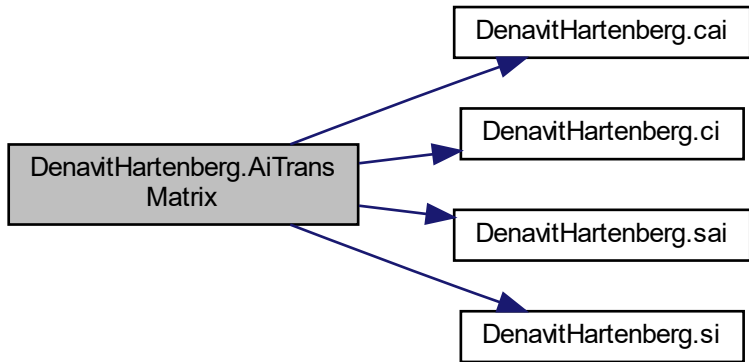 DenavitHartenberg.cai
DenavitHartenberg.ci
DenavitHartenberg.AiTrans
Matrix
DenavitHartenberg.sai
DenavitHartenberg.si